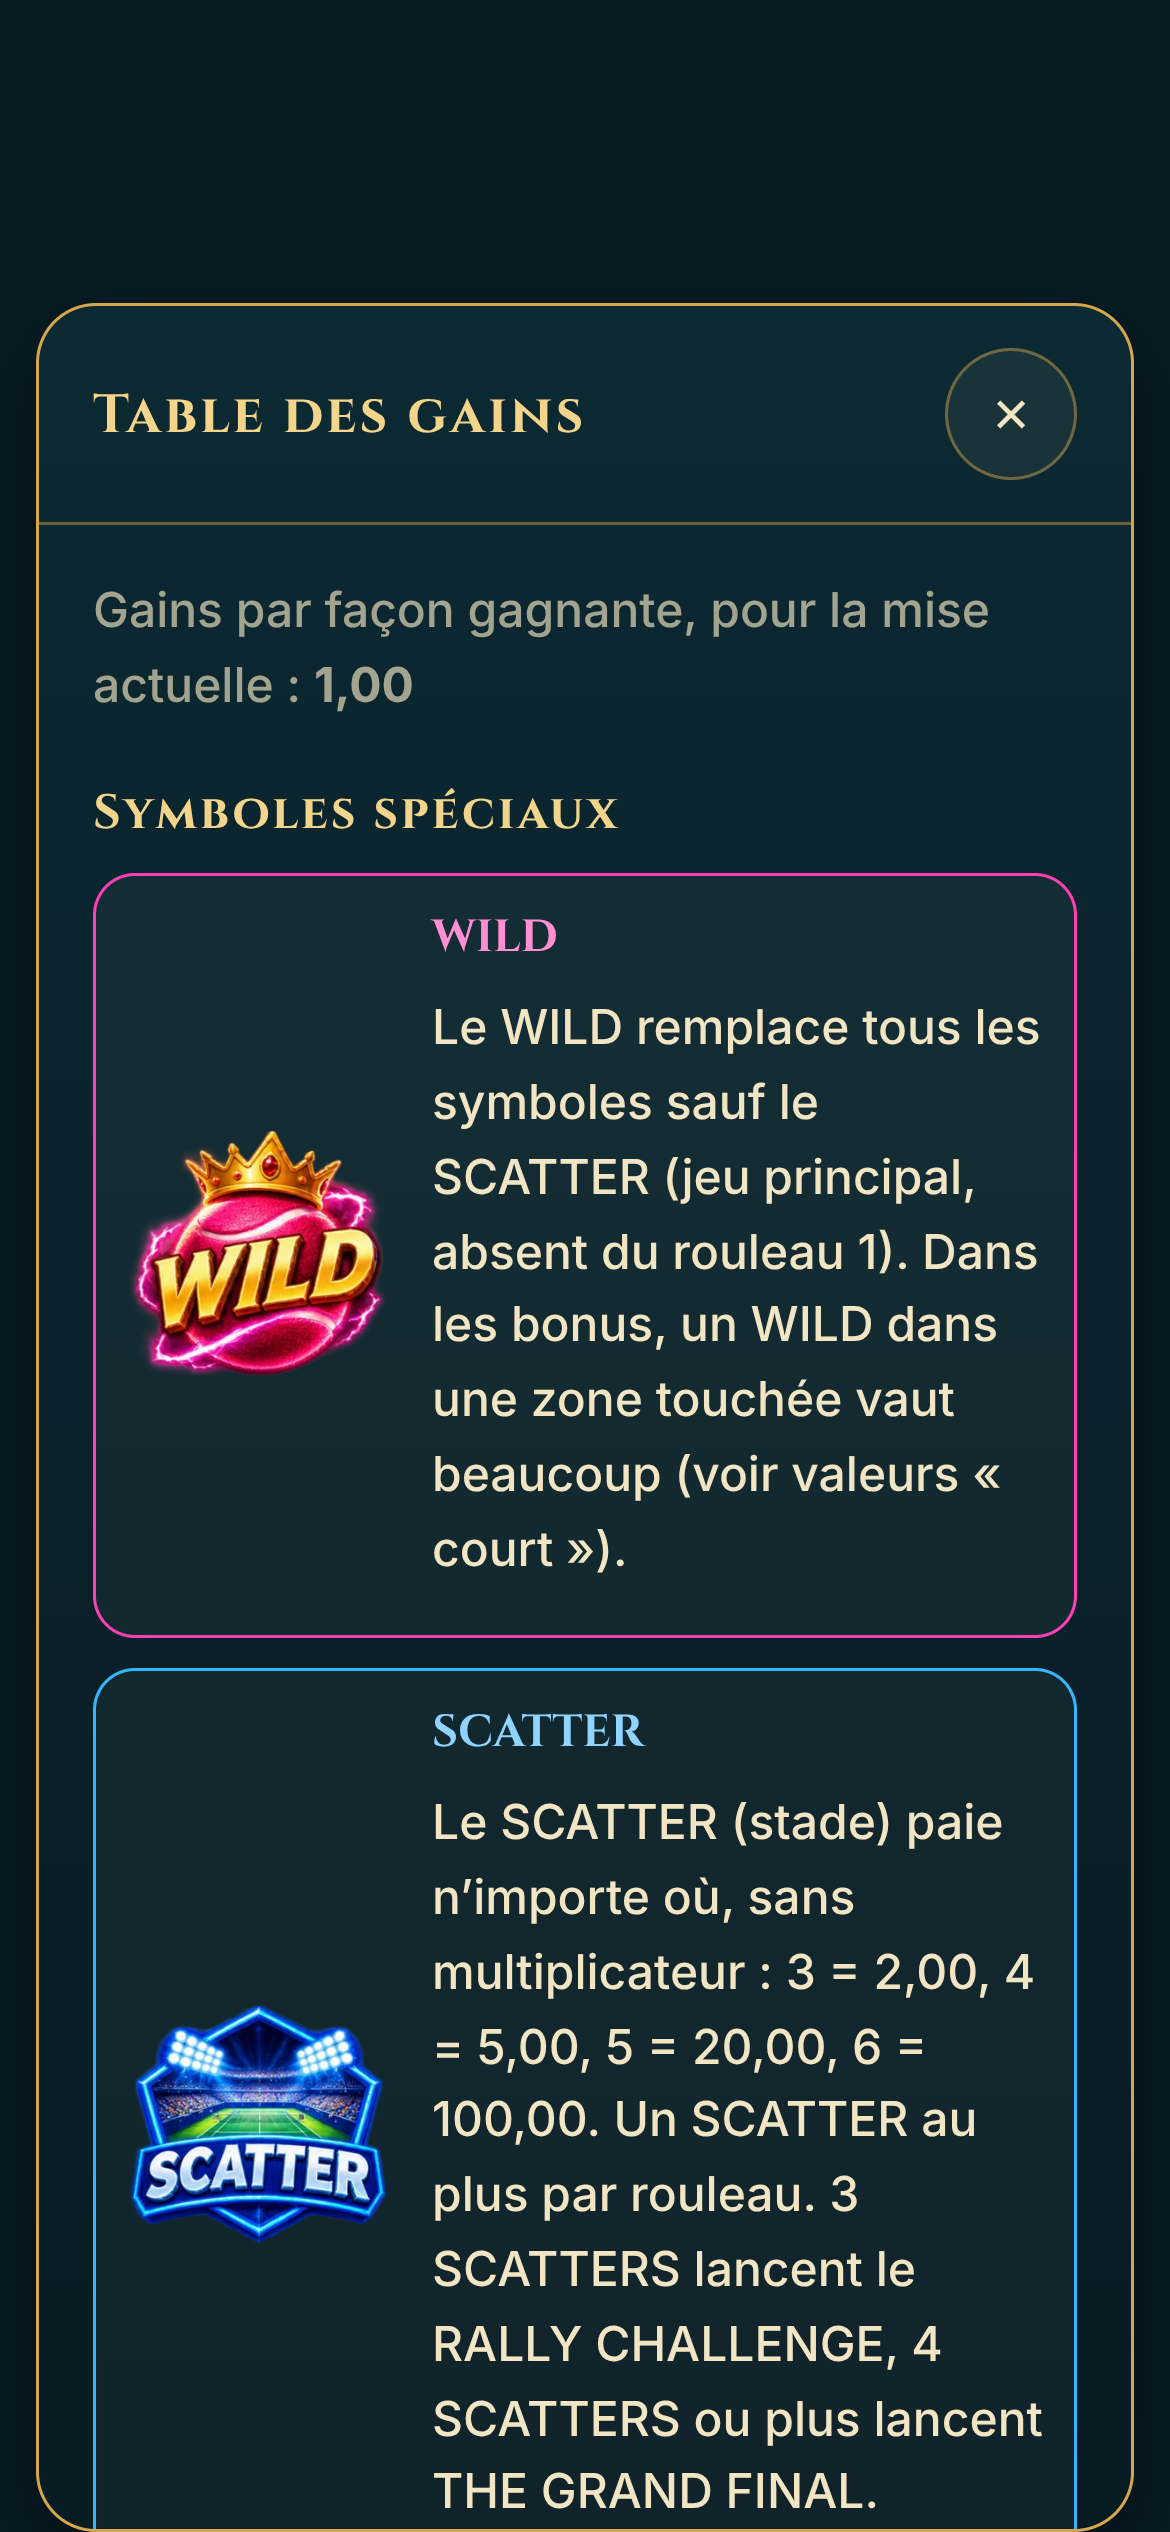 TABLE DES GAINS
×
Gains par façon gagnante, pour la mise
actuelle : 1,00
SYMBOLES SPÉCIAUX
WILD
WILD
Le WILD remplace tous les
symboles sauf le
SCATTER (jeu principal,
absent du rouleau 1). Dans
les bonus, un WILD dans
une zone touchée vaut
beaucoup (voir valeurs «
court »).
SCATTER
SCATTER
Le SCATTER (stade) paie
n’importe où, sans
multiplicateur : 3 = 2,00, 4
= 5,00, 5 = 20,00, 6 =
100,00. Un SCATTER au
plus par rouleau. 3
SCATTERS lancent le
RALLY CHALLENGE, 4
SCATTERS ou plus lancent
THE GRAND FINAL.